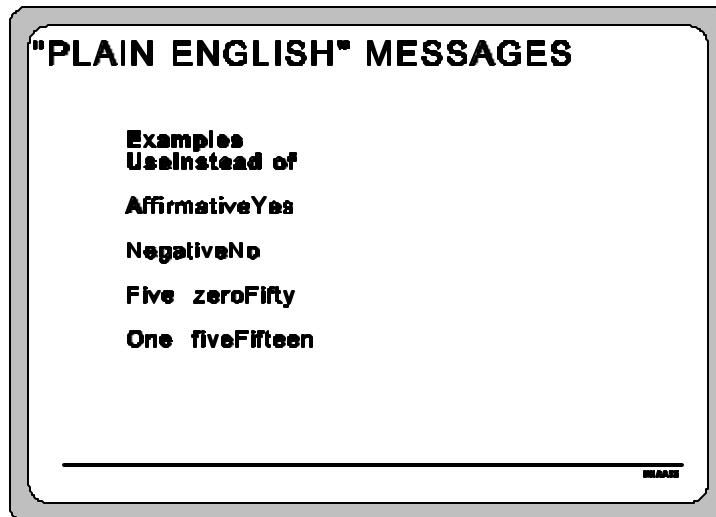 "PLAIN ENGLISH" MESSAGES
Examples
UseInstead of
AffirmativeYes
NegativeNo
Five zeroFifty
One fiveFifteen